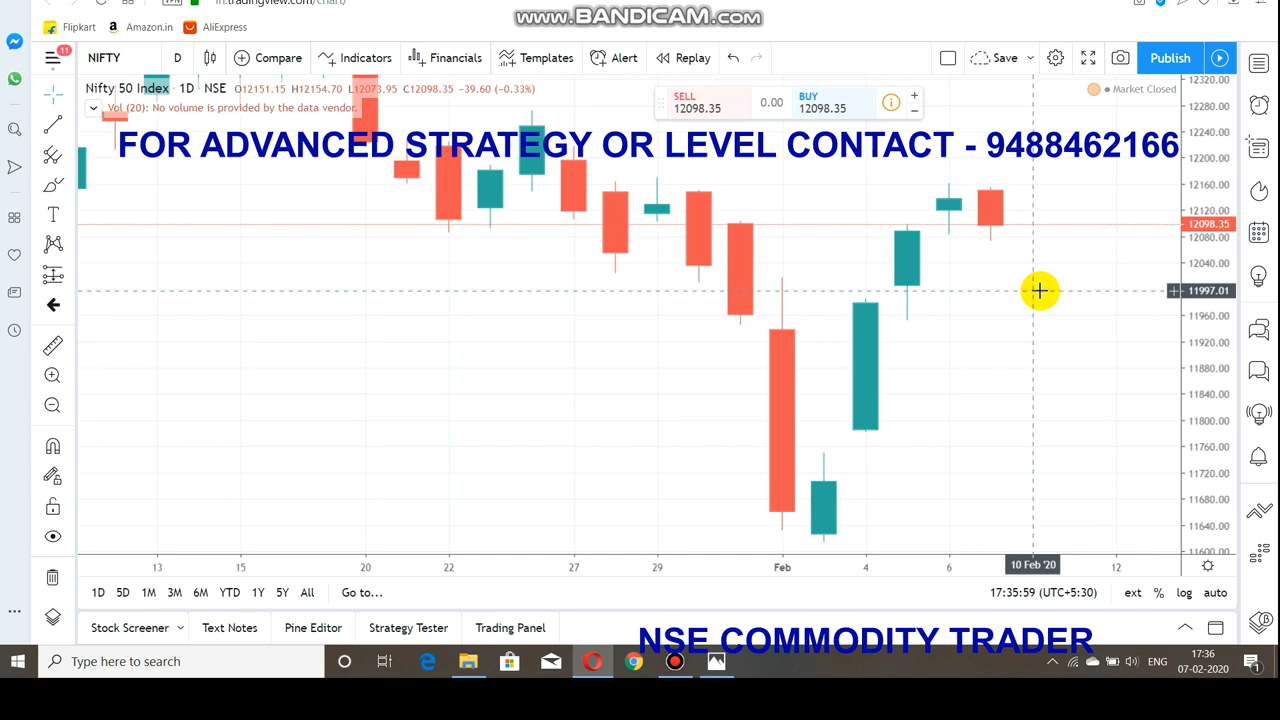 www.BANDICAM.com
in.tradingview.com/chart/
Flipkart Amazon.in AliExpress
11 NIFTY D Compare Indicators Financials Templates Alert Replay Save Publish
Nifty 50 Index 1D NSE O12151.15 H12154.70 L12073.95 C12098.35 -39.60 (-0.33%)
Market Closed
Vol (20): No volume is provided by the data vendor.
SELL 12098.35 0.00 BUY 12098.35
FOR ADVANCED STRATEGY OR LEVEL CONTACT - 9488462166
12320.00
12280.00
12240.00
12200.00
12160.00
12120.00
12098.35
12080.00
12040.00
11997.01
11960.00
11920.00
11880.00
11840.00
11800.00
11760.00
11720.00
11680.00
11640.00
11600.00
13 15 20 22 27 29 Feb 4 6 10 Feb '20 12
1D 5D 1M 3M 6M YTD 1Y 5Y All Go to... 17:35:59 (UTC+5:30) ext % log auto
Stock Screener Text Notes Pine Editor Strategy Tester Trading Panel
NSE COMMODITY TRADER
Type here to search ENG 17:36
07-02-2020 1